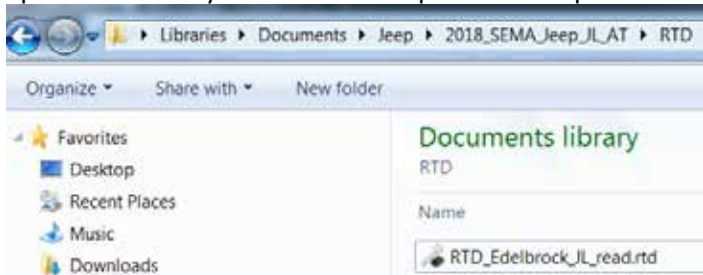 Libraries ▸ Documents ▸ Jeep ▸ 2018_SEMA_Jeep_JL_AT ▸ RTD
Organize ▾ Share with ▾ New folder
Favorites
Desktop
Recent Places
Music
Downloads
Documents library
RTD
Name
RTD_Edelbrock_JL_read.rtd